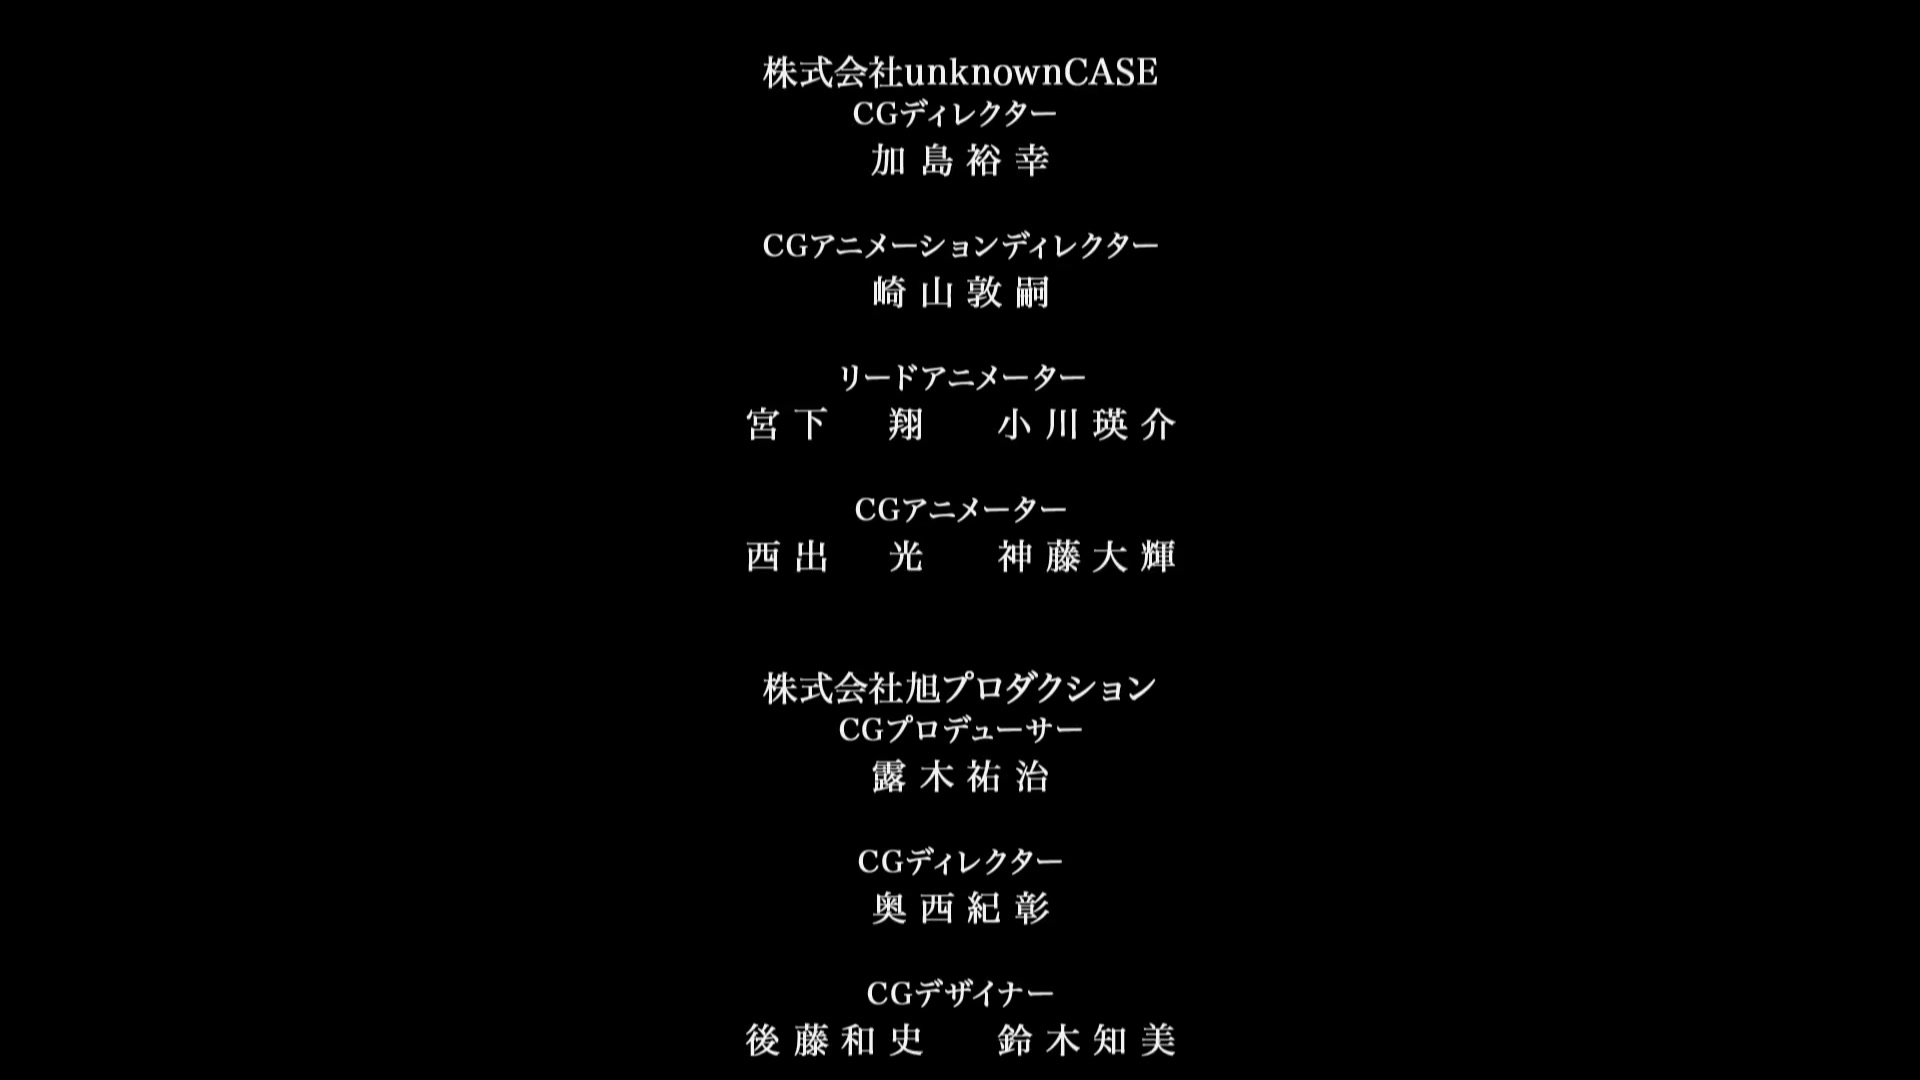 株式会社unknownCASE
CGディレクター
加島裕幸
CGアニメーションディレクター
崎山敦嗣
リードアニメーター
宮下 翔 小川瑛介
CGアニメーター
西出 光 神藤大輝
株式会社旭プロダクション
CGプロデューサー
露木祐治
CGディレクター
奥西紀彰
CGデザイナー
後藤和史 鈴木知美